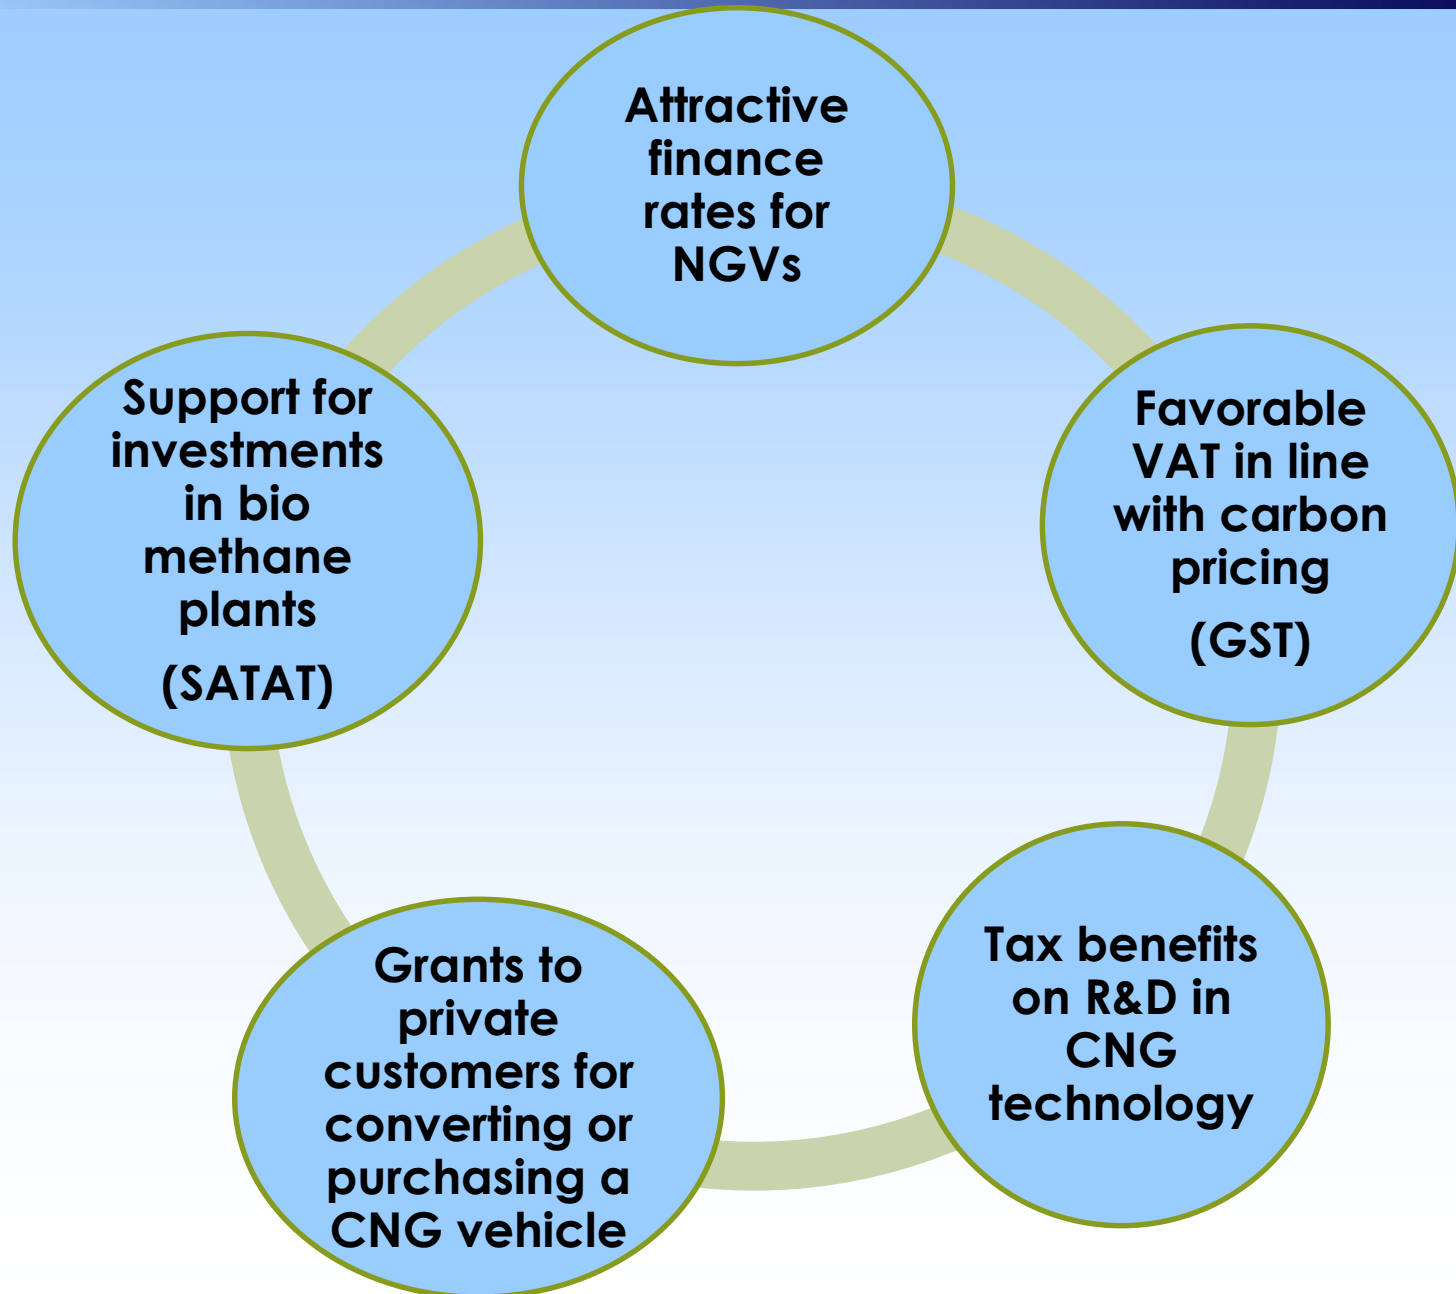 Attractive
finance
rates for
NGVs
Favorable
VAT in line
with carbon
pricing
(GST)
Tax benefits
on R&D in
CNG
technology
Grants to
private
customers for
converting or
purchasing a
CNG vehicle
Support for
investments
in bio
methane
plants
(SATAT)